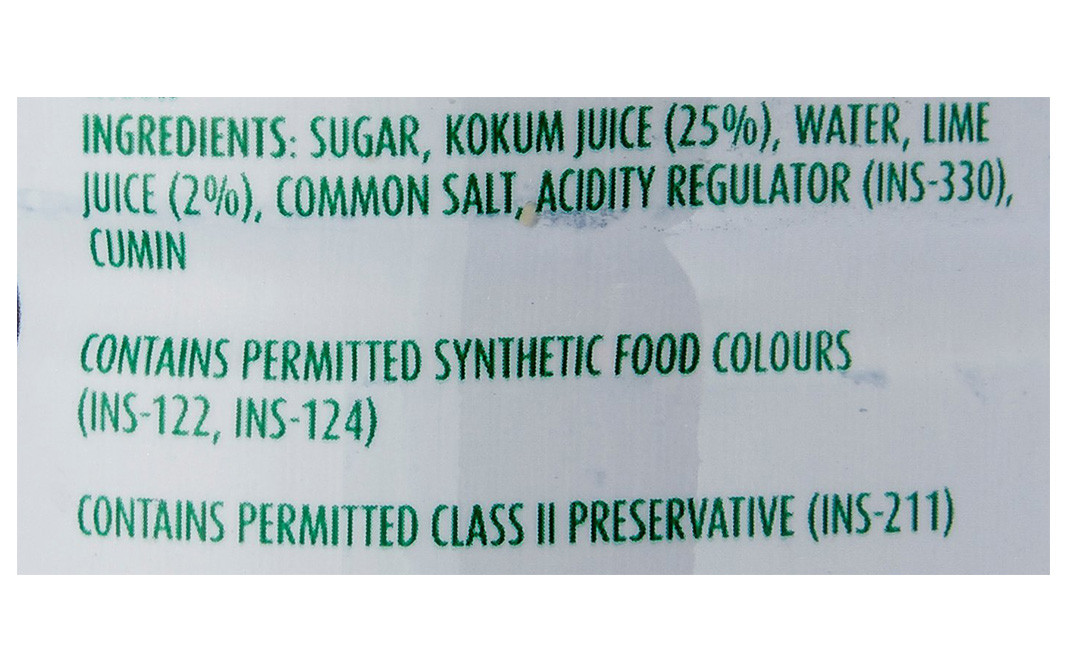 INGREDIENTS: SUGAR, KOKUM JUICE (25%), WATER, LIME
JUICE (2%), COMMON SALT, ACIDITY REGULATOR (INS-330),
CUMIN
CONTAINS PERMITTED SYNTHETIC FOOD COLOURS
(INS-122, INS-124)
CONTAINS PERMITTED CLASS II PRESERVATIVE (INS-211)